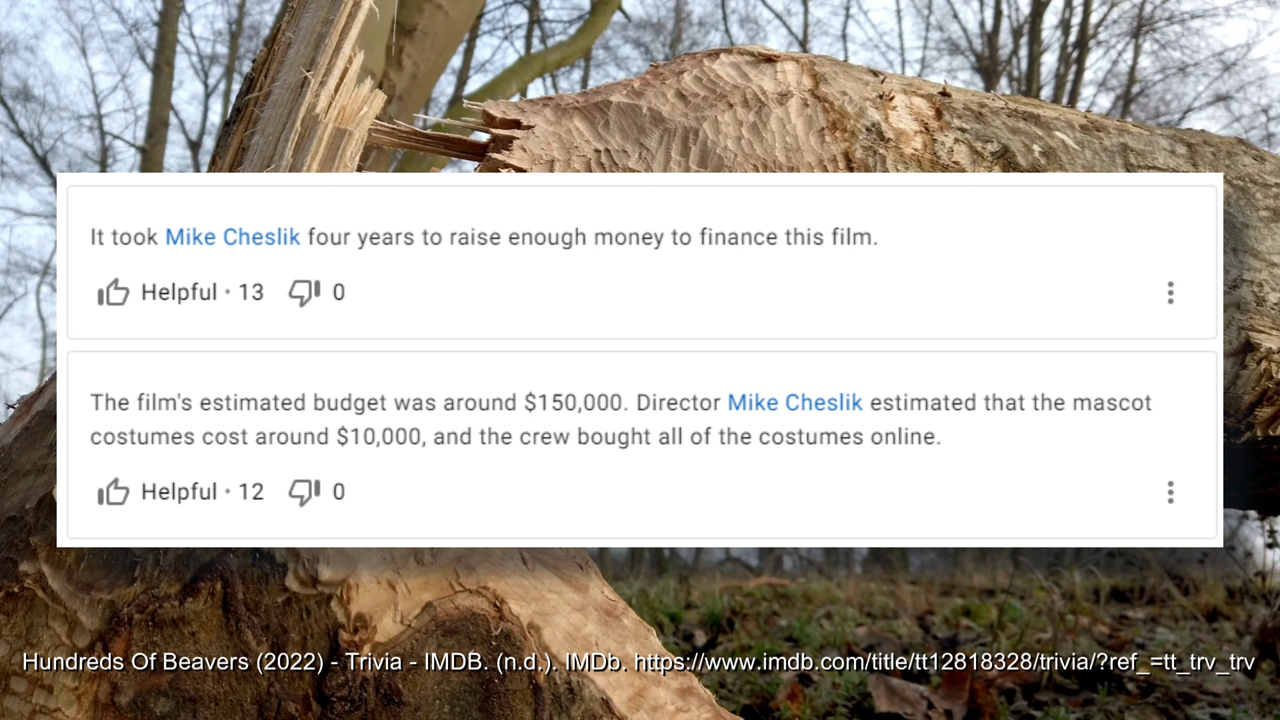 It took Mike Cheslik four years to raise enough money to finance this film.
Helpful • 13 0
The film's estimated budget was around $150,000. Director Mike Cheslik estimated that the mascot
costumes cost around $10,000, and the crew bought all of the costumes online.
Helpful • 12 0
Hundreds Of Beavers (2022) - Trivia - IMDB. (n.d.). IMDb. https://www.imdb.com/title/tt12818328/trivia/?ref_=tt_trv_trv